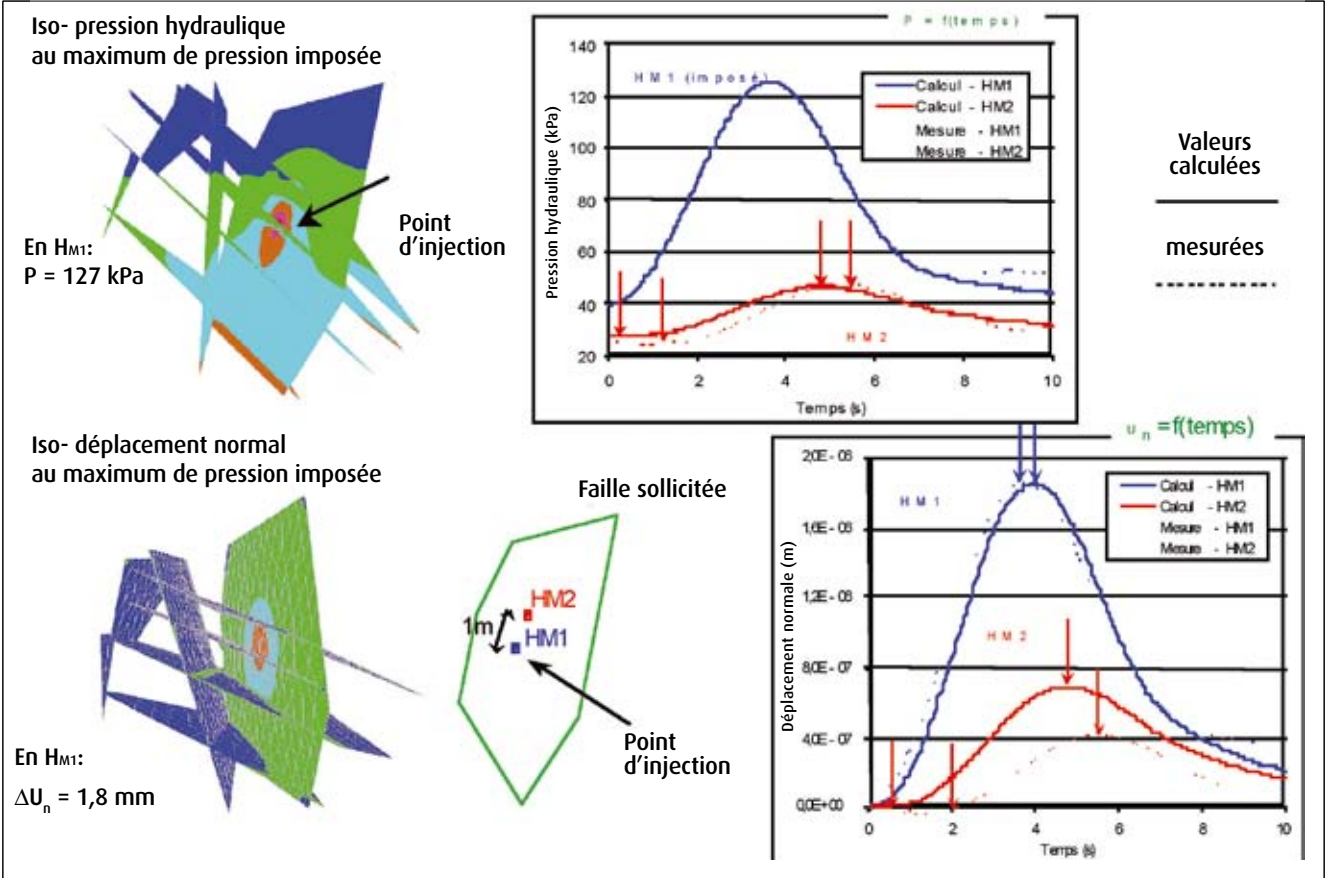 Iso- pression hydraulique
au maximum de pression imposée
En HM1:
P = 127 kPa
Point
d'injection
P = f(temps)
Pression hydraulique (kPa)
140
120
100
80
60
40
20
HM1 (imposé)
Calcul - HM1
Calcul - HM2
Mesure - HM1
Mesure - HM2
HM2
0 2 4 6 8 10
Temps (s)
Valeurs
calculées
mesurées
Iso- déplacement normal
au maximum de pression imposée
En HM1:
ΔUn = 1,8 mm
Faille sollicitée
HM2
1m
HM1
Point
d'injection
un =f(temps)
Déplacement normale (m)
2,0E-06
1,6E-06
1,2E-06
8,0E-07
4,0E-07
0,0E+00
HM1
Calcul - HM1
Calcul - HM2
Mesure - HM1
Mesure - HM2
HM2
0 2 4 6 8 10
Temps (s)